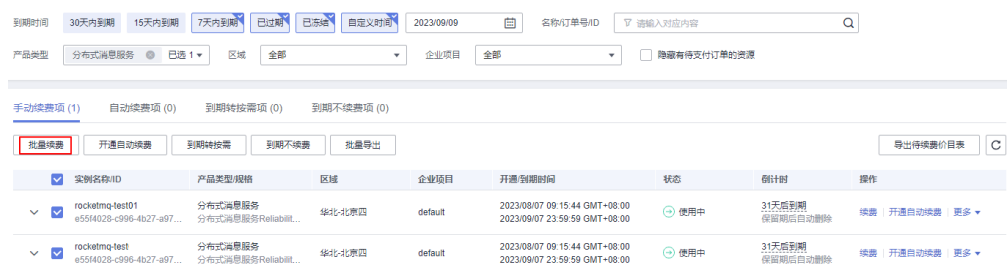 到期时间 30天内到期 15天内到期 7天内到期 已过期 已冻结 自定义时间 2023/09/09 名称/订单号/ID 请输入对应内容
产品类型 分布式消息服务 已选 1 区域 全部 企业项目 全部 隐藏有待支付订单的资源
手动续费项 (1) 自动续费项 (0) 到期转按需项 (0) 到期不续费项 (0)
批量续费 开通自动续费 到期转按需 到期不续费 批量导出 导出待续费价目表
实例名称/ID 产品类型/规格 区域 企业项目 开通/到期时间 状态 倒计时 操作
rocketmq-test01 分布式消息服务 华北-北京四 default 2023/08/07 09:15:44 GMT+08:00 使用中 31天后到期 续费 开通自动续费 更多
e55f4028-c996-4b27-a97... 分布式消息服务Reliabilit... 2023/09/07 23:59:59 GMT+08:00 保留期后自动删除
rocketmq-test 分布式消息服务 华北-北京四 default 2023/08/07 09:15:44 GMT+08:00 使用中 31天后到期 续费 开通自动续费 更多
e55f4028-c996-4b27-a97... 分布式消息服务Reliabilit... 2023/09/07 23:59:59 GMT+08:00 保留期后自动删除